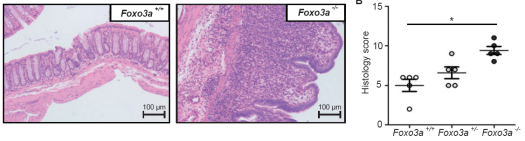 Foxo3a +/+
Foxo3a -/-
100 µm
100 µm
B
Histology score
15
10
5
0
*
Foxo3a +/+ Foxo3a +/- Foxo3a -/-